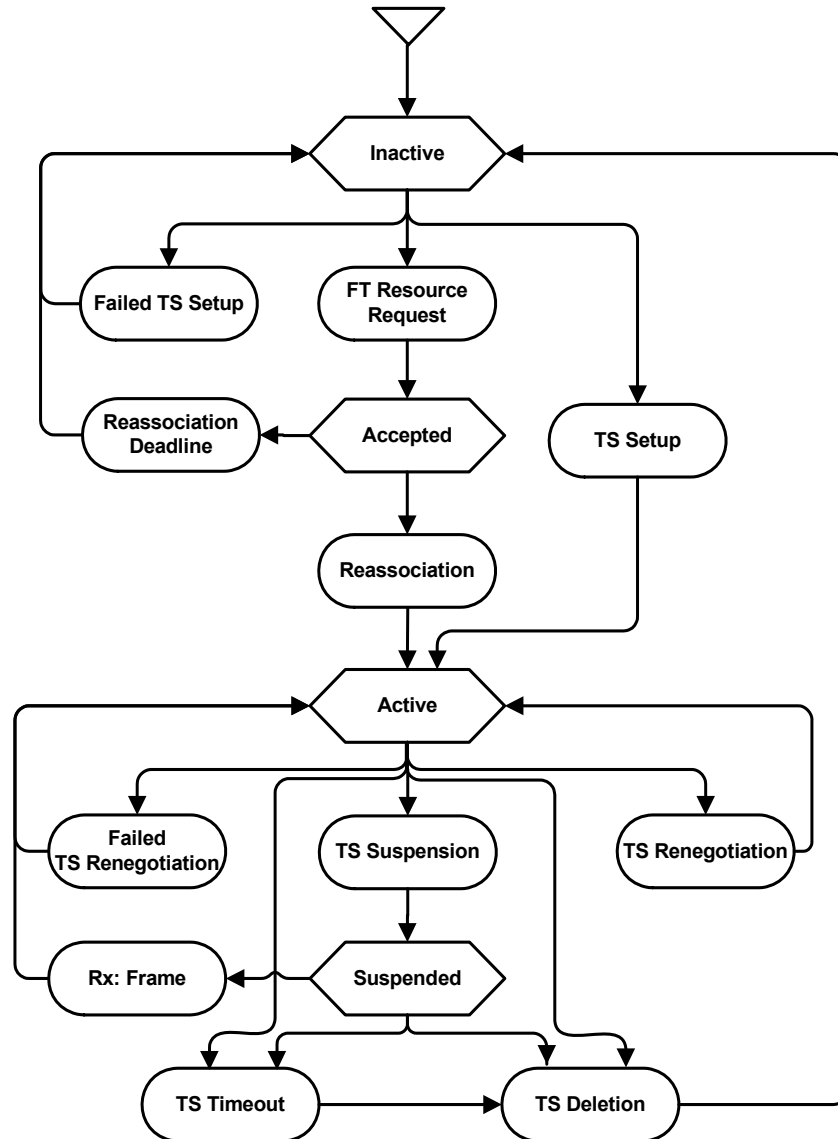 Inactive
Failed TS Setup
FT Resource
Request
Reassociation
Deadline
Accepted
TS Setup
Reassociation
Active
Failed
TS Renegotiation
TS Suspension
TS Renegotiation
Rx: Frame
Suspended
TS Timeout
TS Deletion